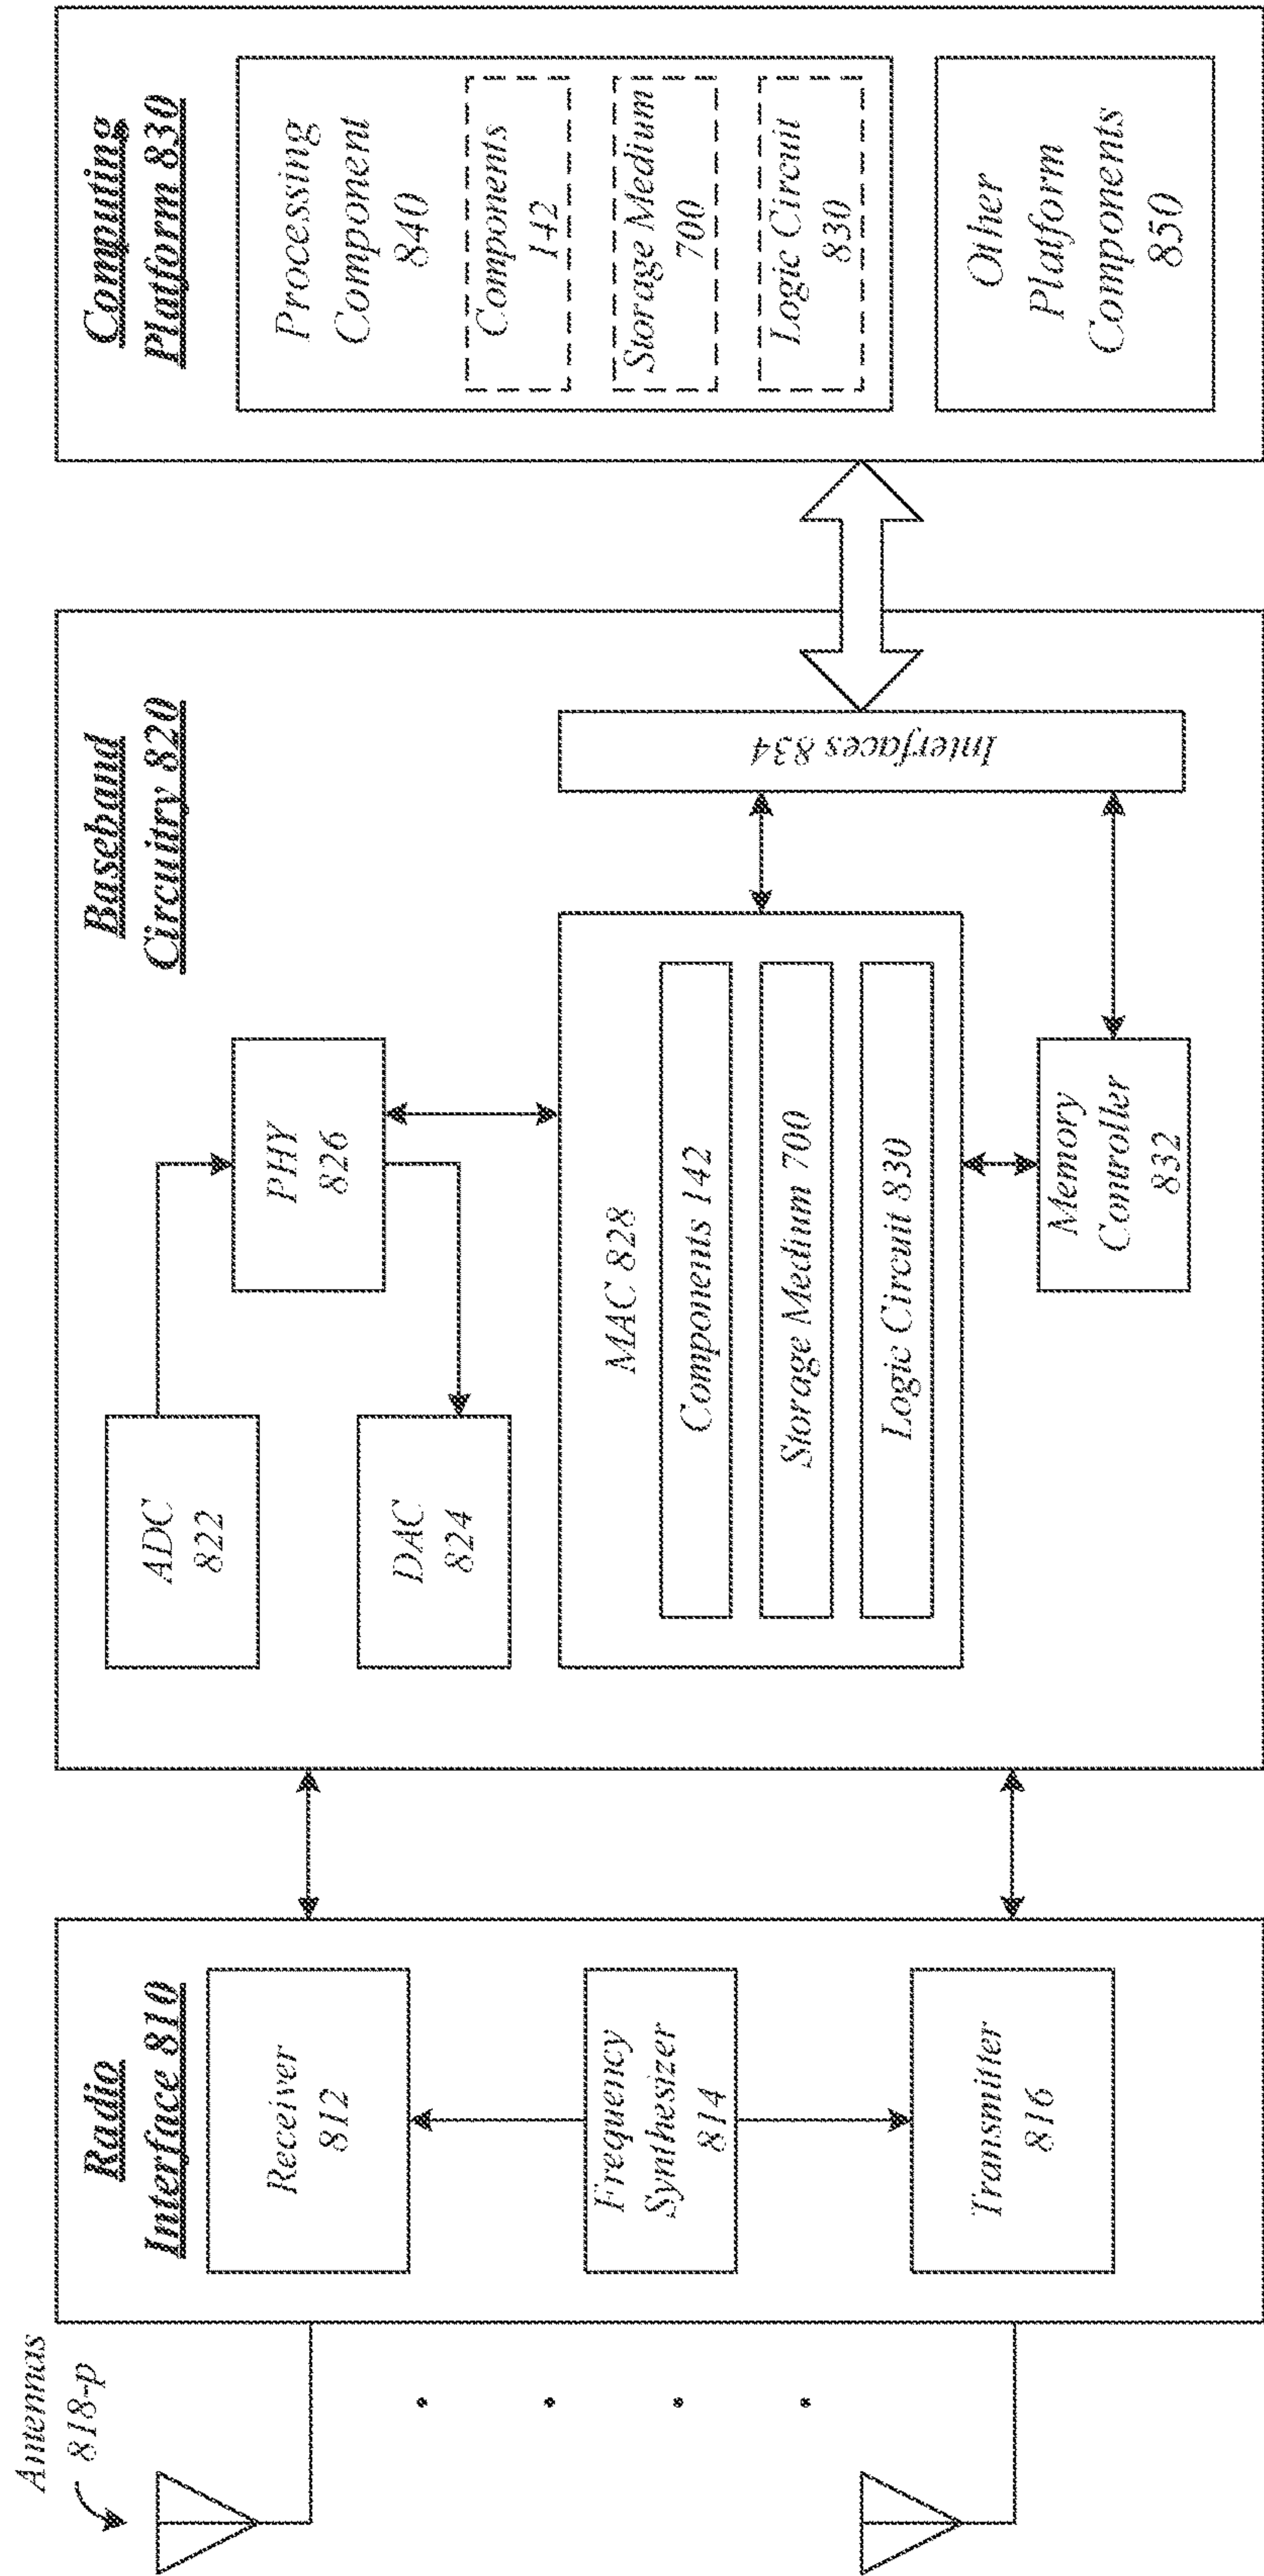 Antennas
818-p
Radio
Interface 810
Receiver
812
Frequency
Synthesizer
814
Transmitter
816
Baseband
Circuitry 820
ADC
822
DAC
824
PHY
826
MAC 828
Components 142
Storage Medium 700
Logic Circuit 830
Memory
Controller
832
Interfaces 834
Computing
Platform 830
Processing
Component
840
Components
142
Storage Medium
700
Logic Circuit
830
Other
Platform
Components
850